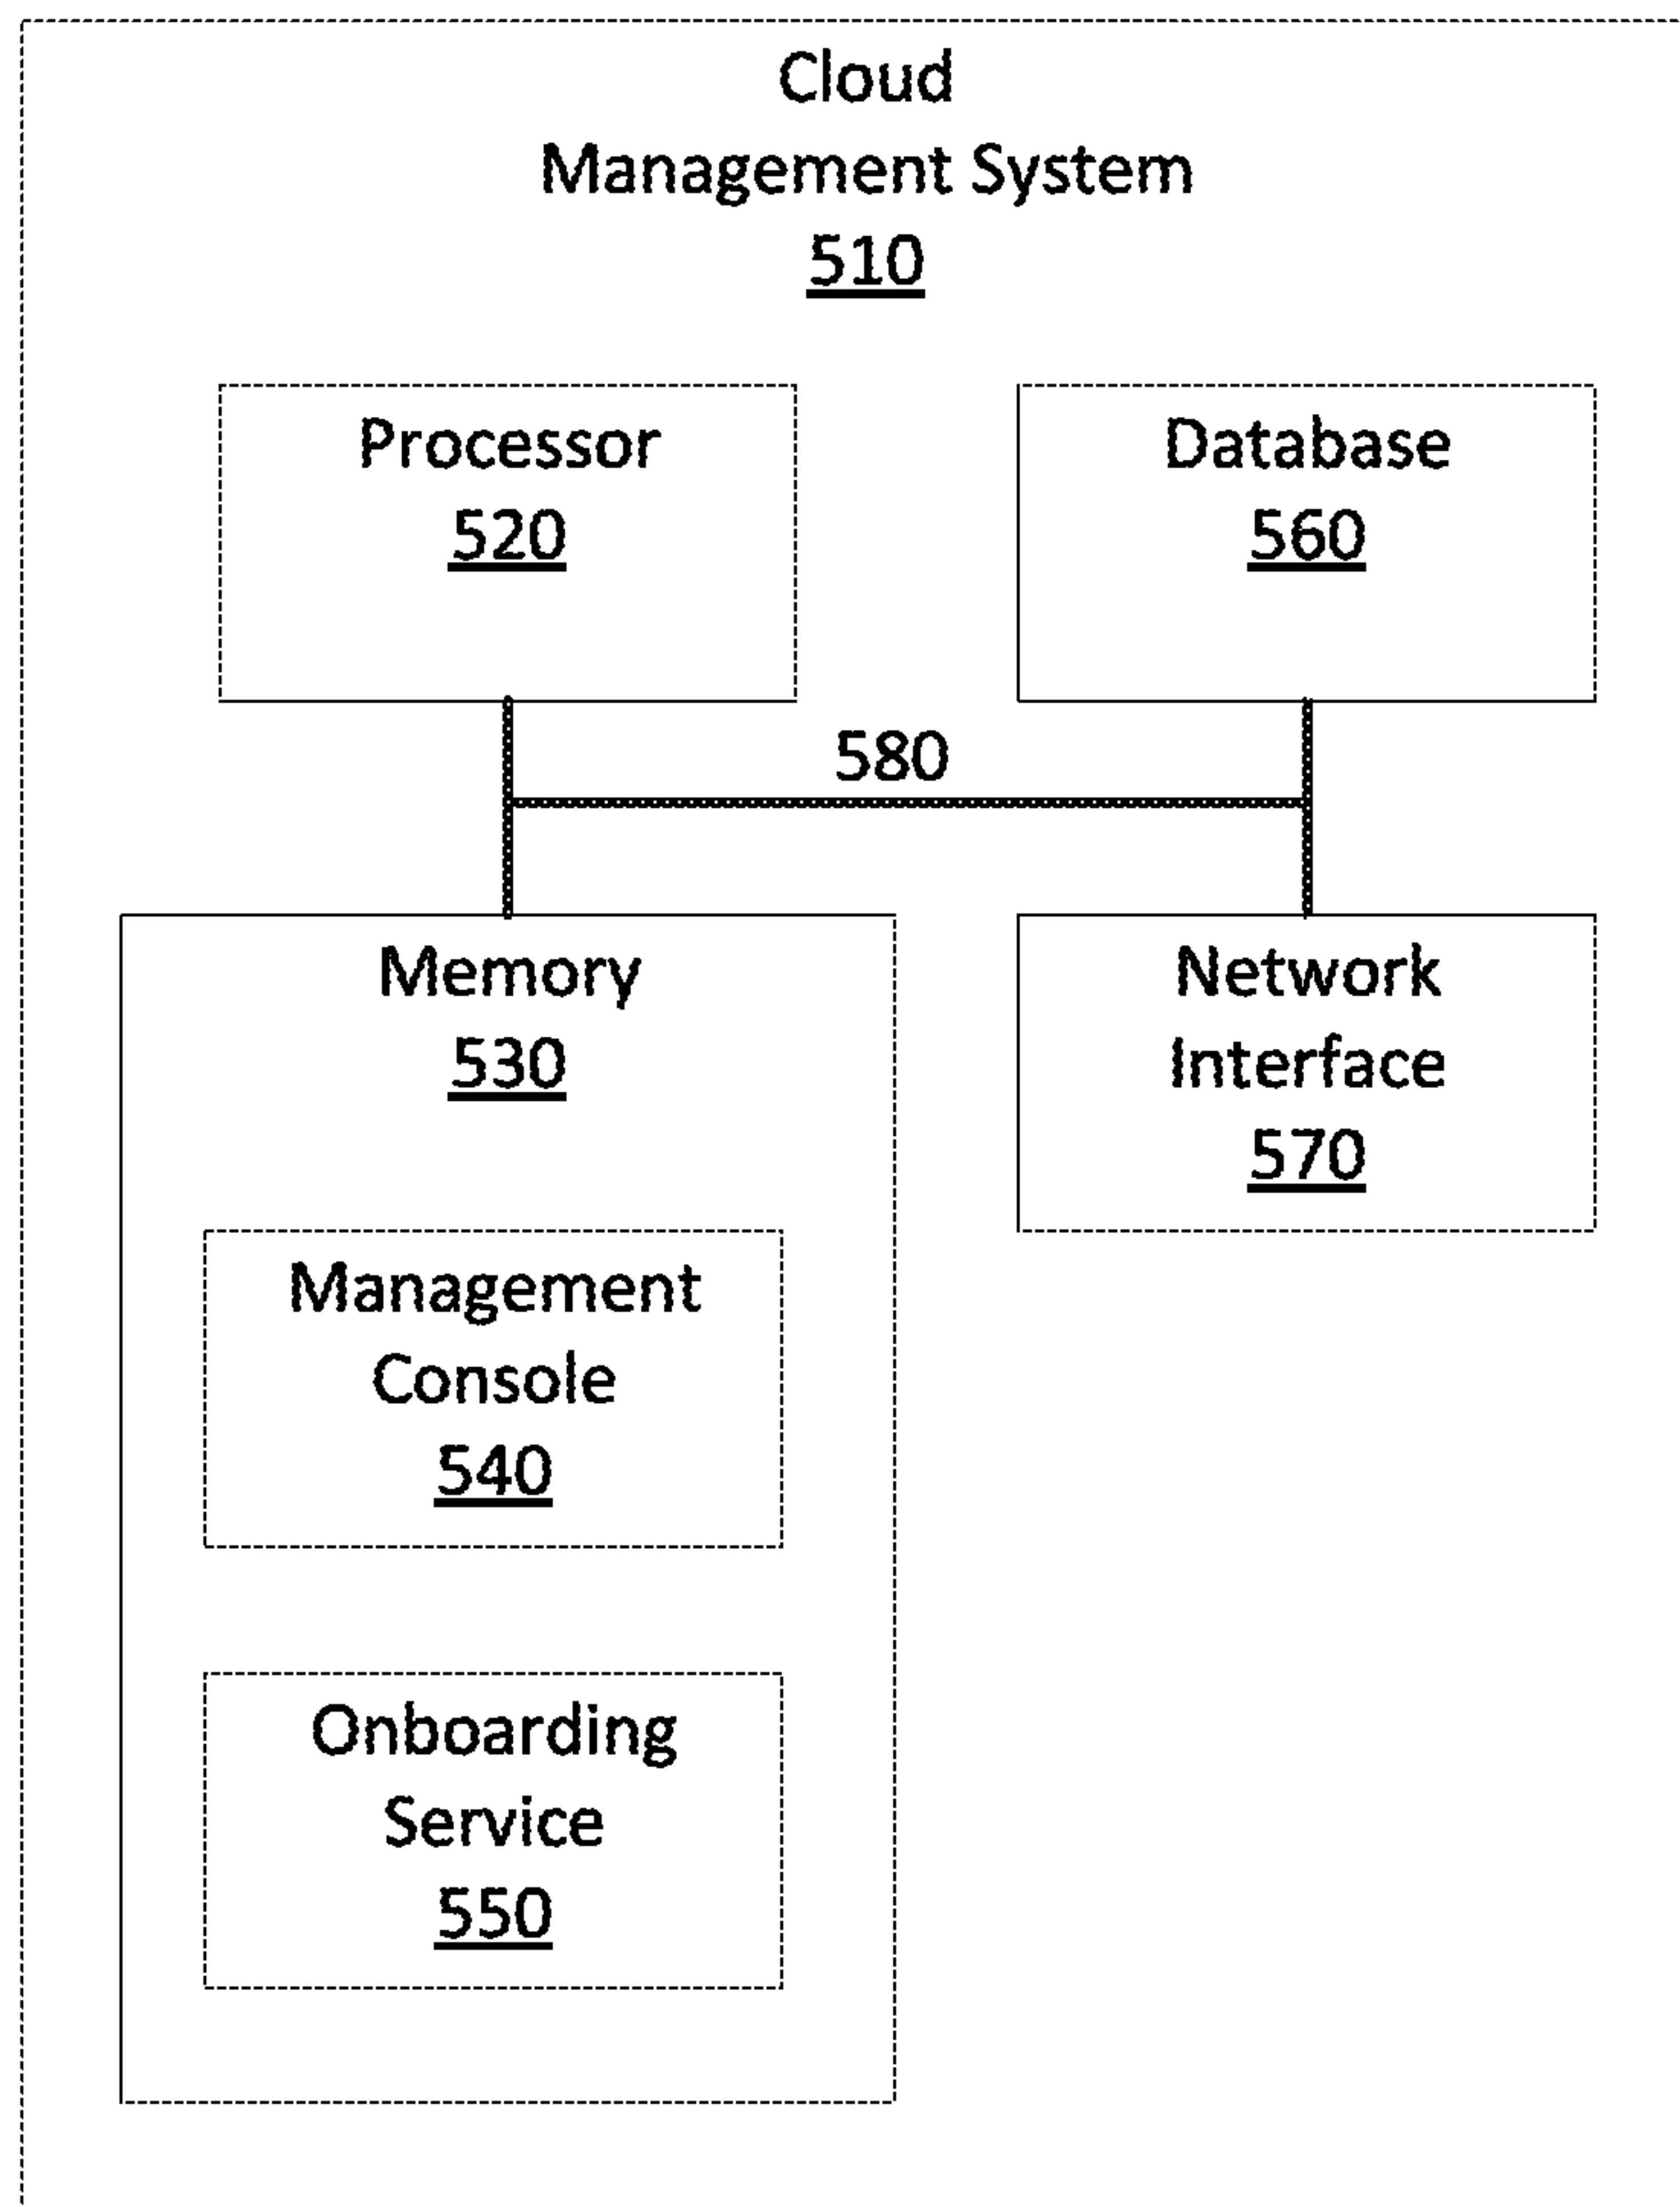 Cloud
Management System
510
Processor
520
Database
560
580
Memory
530
Network
Interface
570
Management
Console
540
Onboarding
Service
550